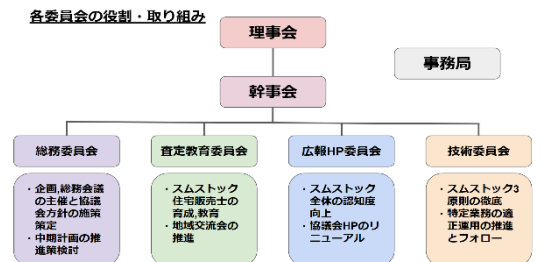 各委員会の役割・取り組み
理事会
事務局
幹事会
総務委員会
・企画,総務会議
の主催と協議
会方針の施策
策定
・中期計画の推
進策検討
査定教育委員会
・スムストック
住宅販売士の
育成,教育
・地域交流会の
推進
広報HP委員会
・スムストック
全体の認知度
向上
・協議会HPのリ
ニューアル
技術委員会
・スムストック3
原則の徹底
・特定業務の適
正運用の推進
とフォロー